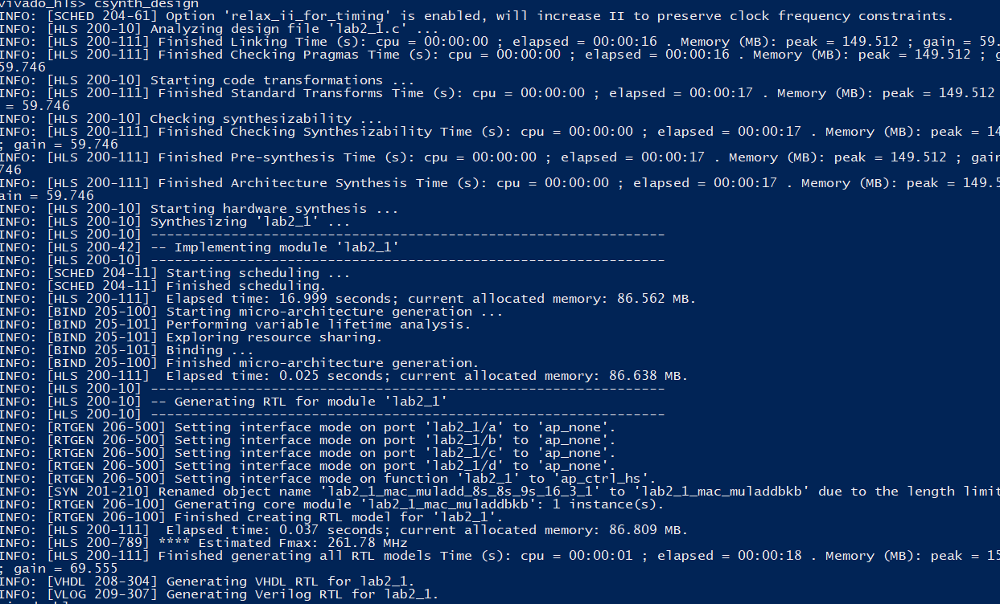 vivado_hls> csynth_design
INFO: [SCHED 204-61] Option 'relax_ii_for_timing' is enabled, will increase II to preserve clock frequency constraints.
INFO: [HLS 200-10] Analyzing design file 'lab2_1.c' ...
INFO: [HLS 200-111] Finished Linking Time (s): cpu = 00:00:00 ; elapsed = 00:00:16 . Memory (MB): peak = 149.512 ; gain = 59.
INFO: [HLS 200-111] Finished Checking Pragmas Time (s): cpu = 00:00:00 ; elapsed = 00:00:16 . Memory (MB): peak = 149.512 ; g
59.746
INFO: [HLS 200-10] Starting code transformations ...
INFO: [HLS 200-111] Finished Standard Transforms Time (s): cpu = 00:00:00 ; elapsed = 00:00:17 . Memory (MB): peak = 149.512
= 59.746
INFO: [HLS 200-10] Checking synthesizability ...
INFO: [HLS 200-111] Finished Checking Synthesizability Time (s): cpu = 00:00:00 ; elapsed = 00:00:17 . Memory (MB): peak = 14
; gain = 59.746
INFO: [HLS 200-111] Finished Pre-synthesis Time (s): cpu = 00:00:00 ; elapsed = 00:00:17 . Memory (MB): peak = 149.512 ; gain
746
INFO: [HLS 200-111] Finished Architecture Synthesis Time (s): cpu = 00:00:00 ; elapsed = 00:00:17 . Memory (MB): peak = 149.5
ain = 59.746
INFO: [HLS 200-10] Starting hardware synthesis ...
INFO: [HLS 200-10] Synthesizing 'lab2_1' ...
INFO: [HLS 200-10] ----------------------------------------------------------------
INFO: [HLS 200-42] -- Implementing module 'lab2_1'
INFO: [HLS 200-10] ----------------------------------------------------------------
INFO: [SCHED 204-11] Starting scheduling ...
INFO: [SCHED 204-11] Finished scheduling.
INFO: [HLS 200-111]  Elapsed time: 16.999 seconds; current allocated memory: 86.562 MB.
INFO: [BIND 205-100] Starting micro-architecture generation ...
INFO: [BIND 205-101] Performing variable lifetime analysis.
INFO: [BIND 205-101] Exploring resource sharing.
INFO: [BIND 205-101] Binding ...
INFO: [BIND 205-100] Finished micro-architecture generation.
INFO: [HLS 200-111]  Elapsed time: 0.025 seconds; current allocated memory: 86.638 MB.
INFO: [HLS 200-10] ----------------------------------------------------------------
INFO: [HLS 200-10] -- Generating RTL for module 'lab2_1'
INFO: [HLS 200-10] ----------------------------------------------------------------
INFO: [RTGEN 206-500] Setting interface mode on port 'lab2_1/a' to 'ap_none'.
INFO: [RTGEN 206-500] Setting interface mode on port 'lab2_1/b' to 'ap_none'.
INFO: [RTGEN 206-500] Setting interface mode on port 'lab2_1/c' to 'ap_none'.
INFO: [RTGEN 206-500] Setting interface mode on port 'lab2_1/d' to 'ap_none'.
INFO: [RTGEN 206-500] Setting interface mode on function 'lab2_1' to 'ap_ctrl_hs'.
INFO: [SYN 201-210] Renamed object name 'lab2_1_mac_muladd_8s_8s_9s_16_3_1' to 'lab2_1_mac_muladdbkb' due to the length limit
INFO: [RTGEN 206-100] Generating core module 'lab2_1_mac_muladdbkb': 1 instance(s).
INFO: [RTGEN 206-100] Finished creating RTL model for 'lab2_1'.
INFO: [HLS 200-111]  Elapsed time: 0.037 seconds; current allocated memory: 86.809 MB.
INFO: [HLS 200-789] **** Estimated Fmax: 261.78 MHz
INFO: [HLS 200-111] Finished generating all RTL models Time (s): cpu = 00:00:01 ; elapsed = 00:00:18 . Memory (MB): peak = 15
; gain = 69.555
INFO: [VHDL 208-304] Generating VHDL RTL for lab2_1.
INFO: [VLOG 209-307] Generating Verilog RTL for lab2_1.